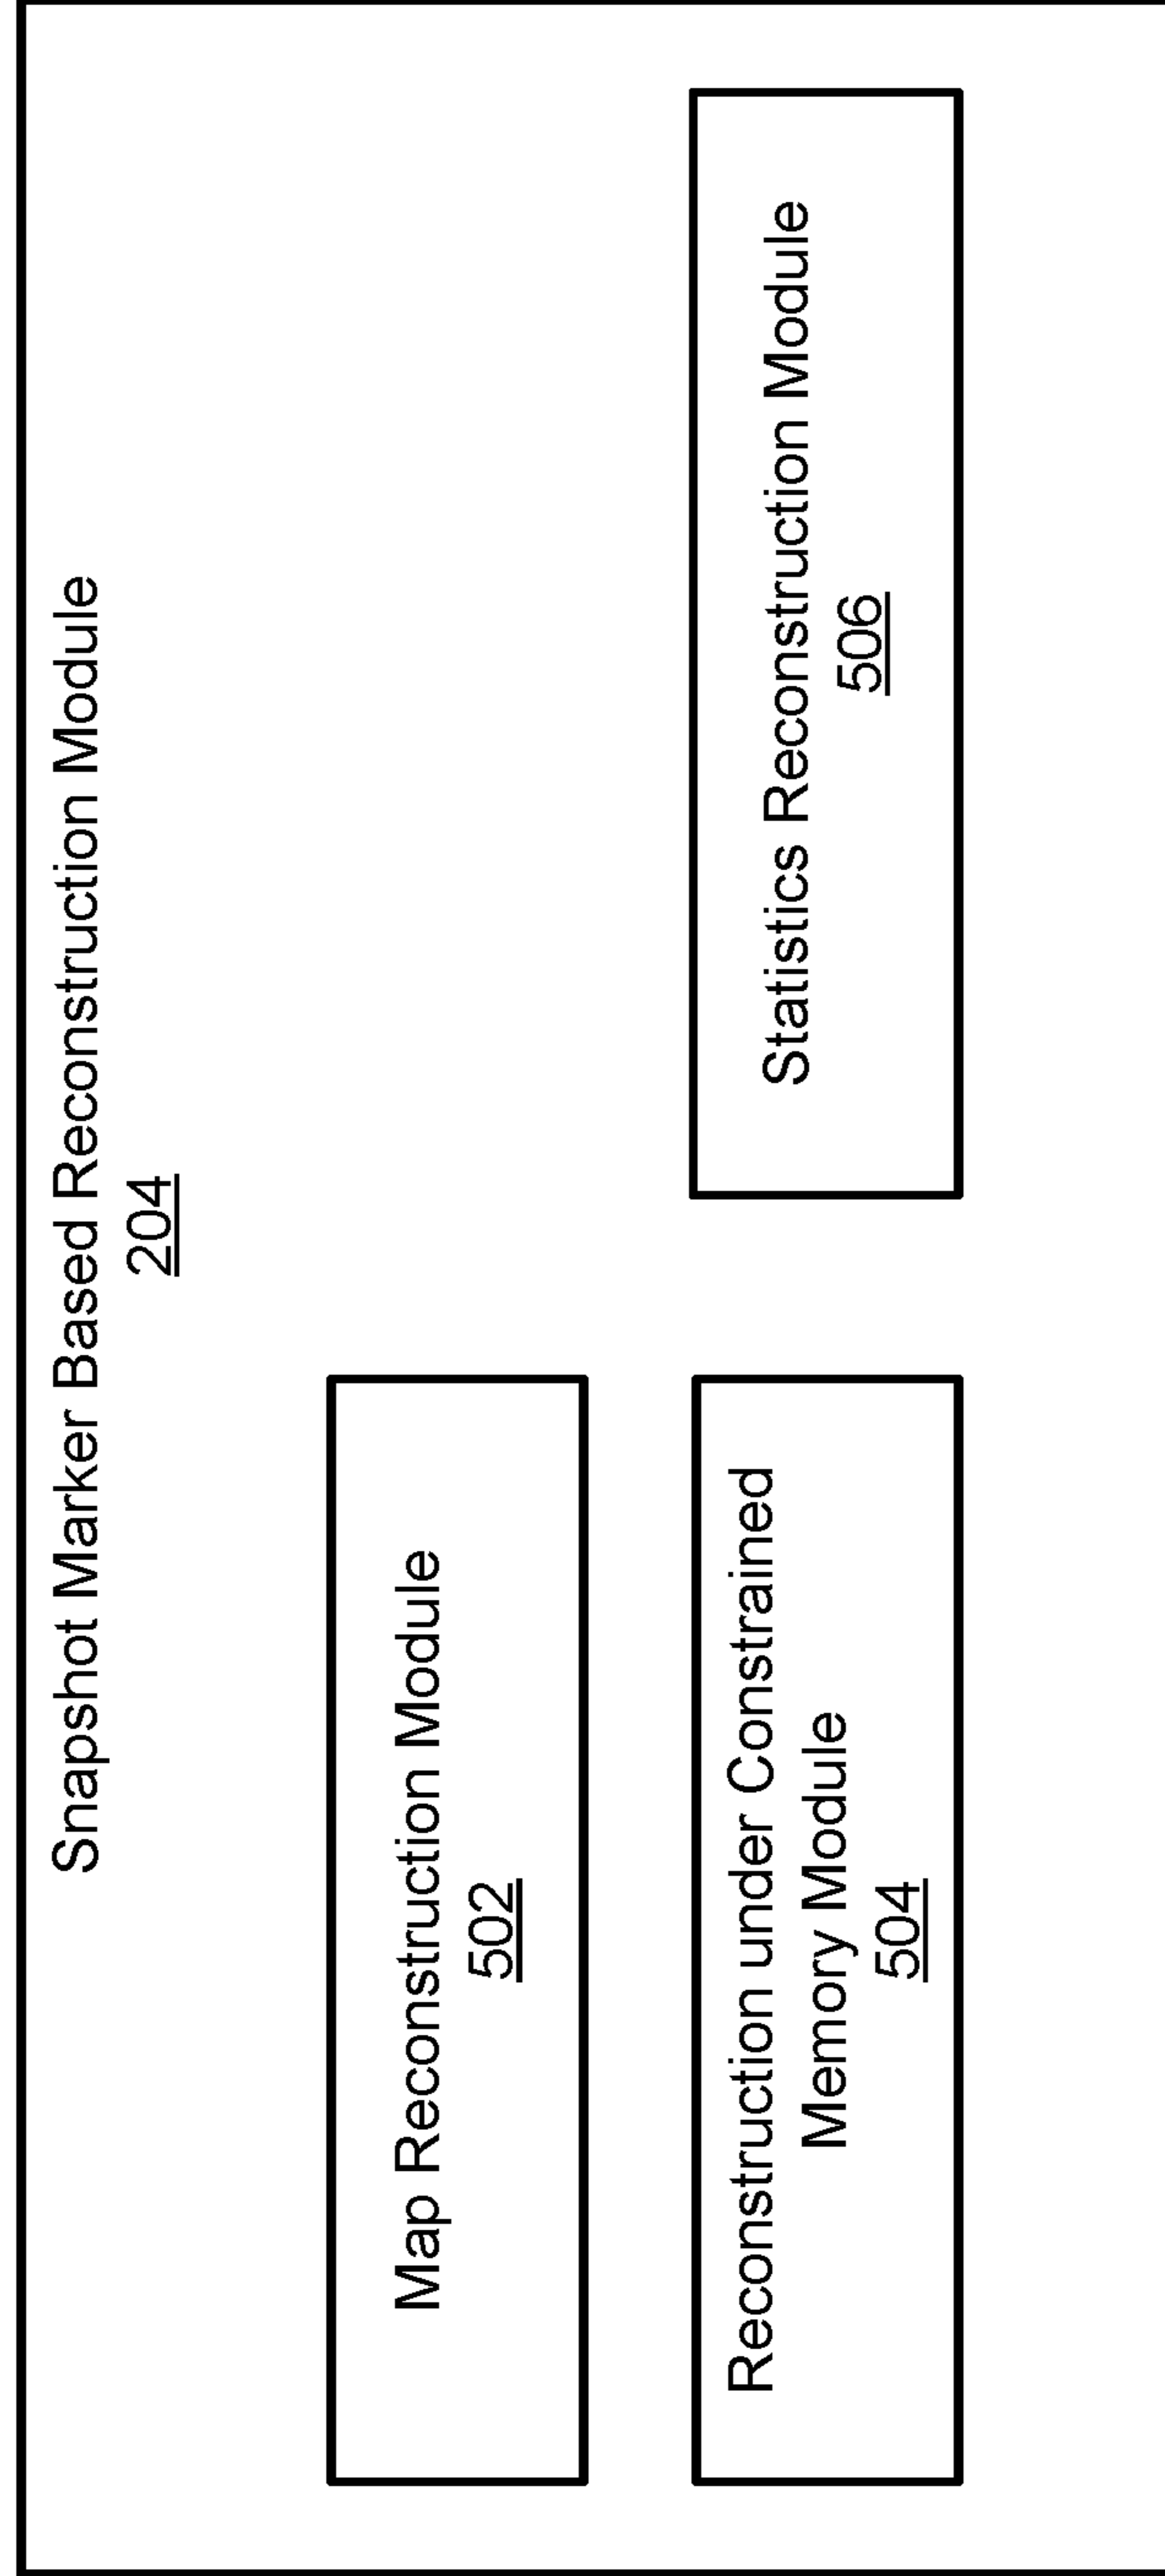 Snapshot Marker Based Reconstruction Module
204
Map Reconstruction Module
502
Reconstruction under Constrained
Memory Module
504
Statistics Reconstruction Module
506